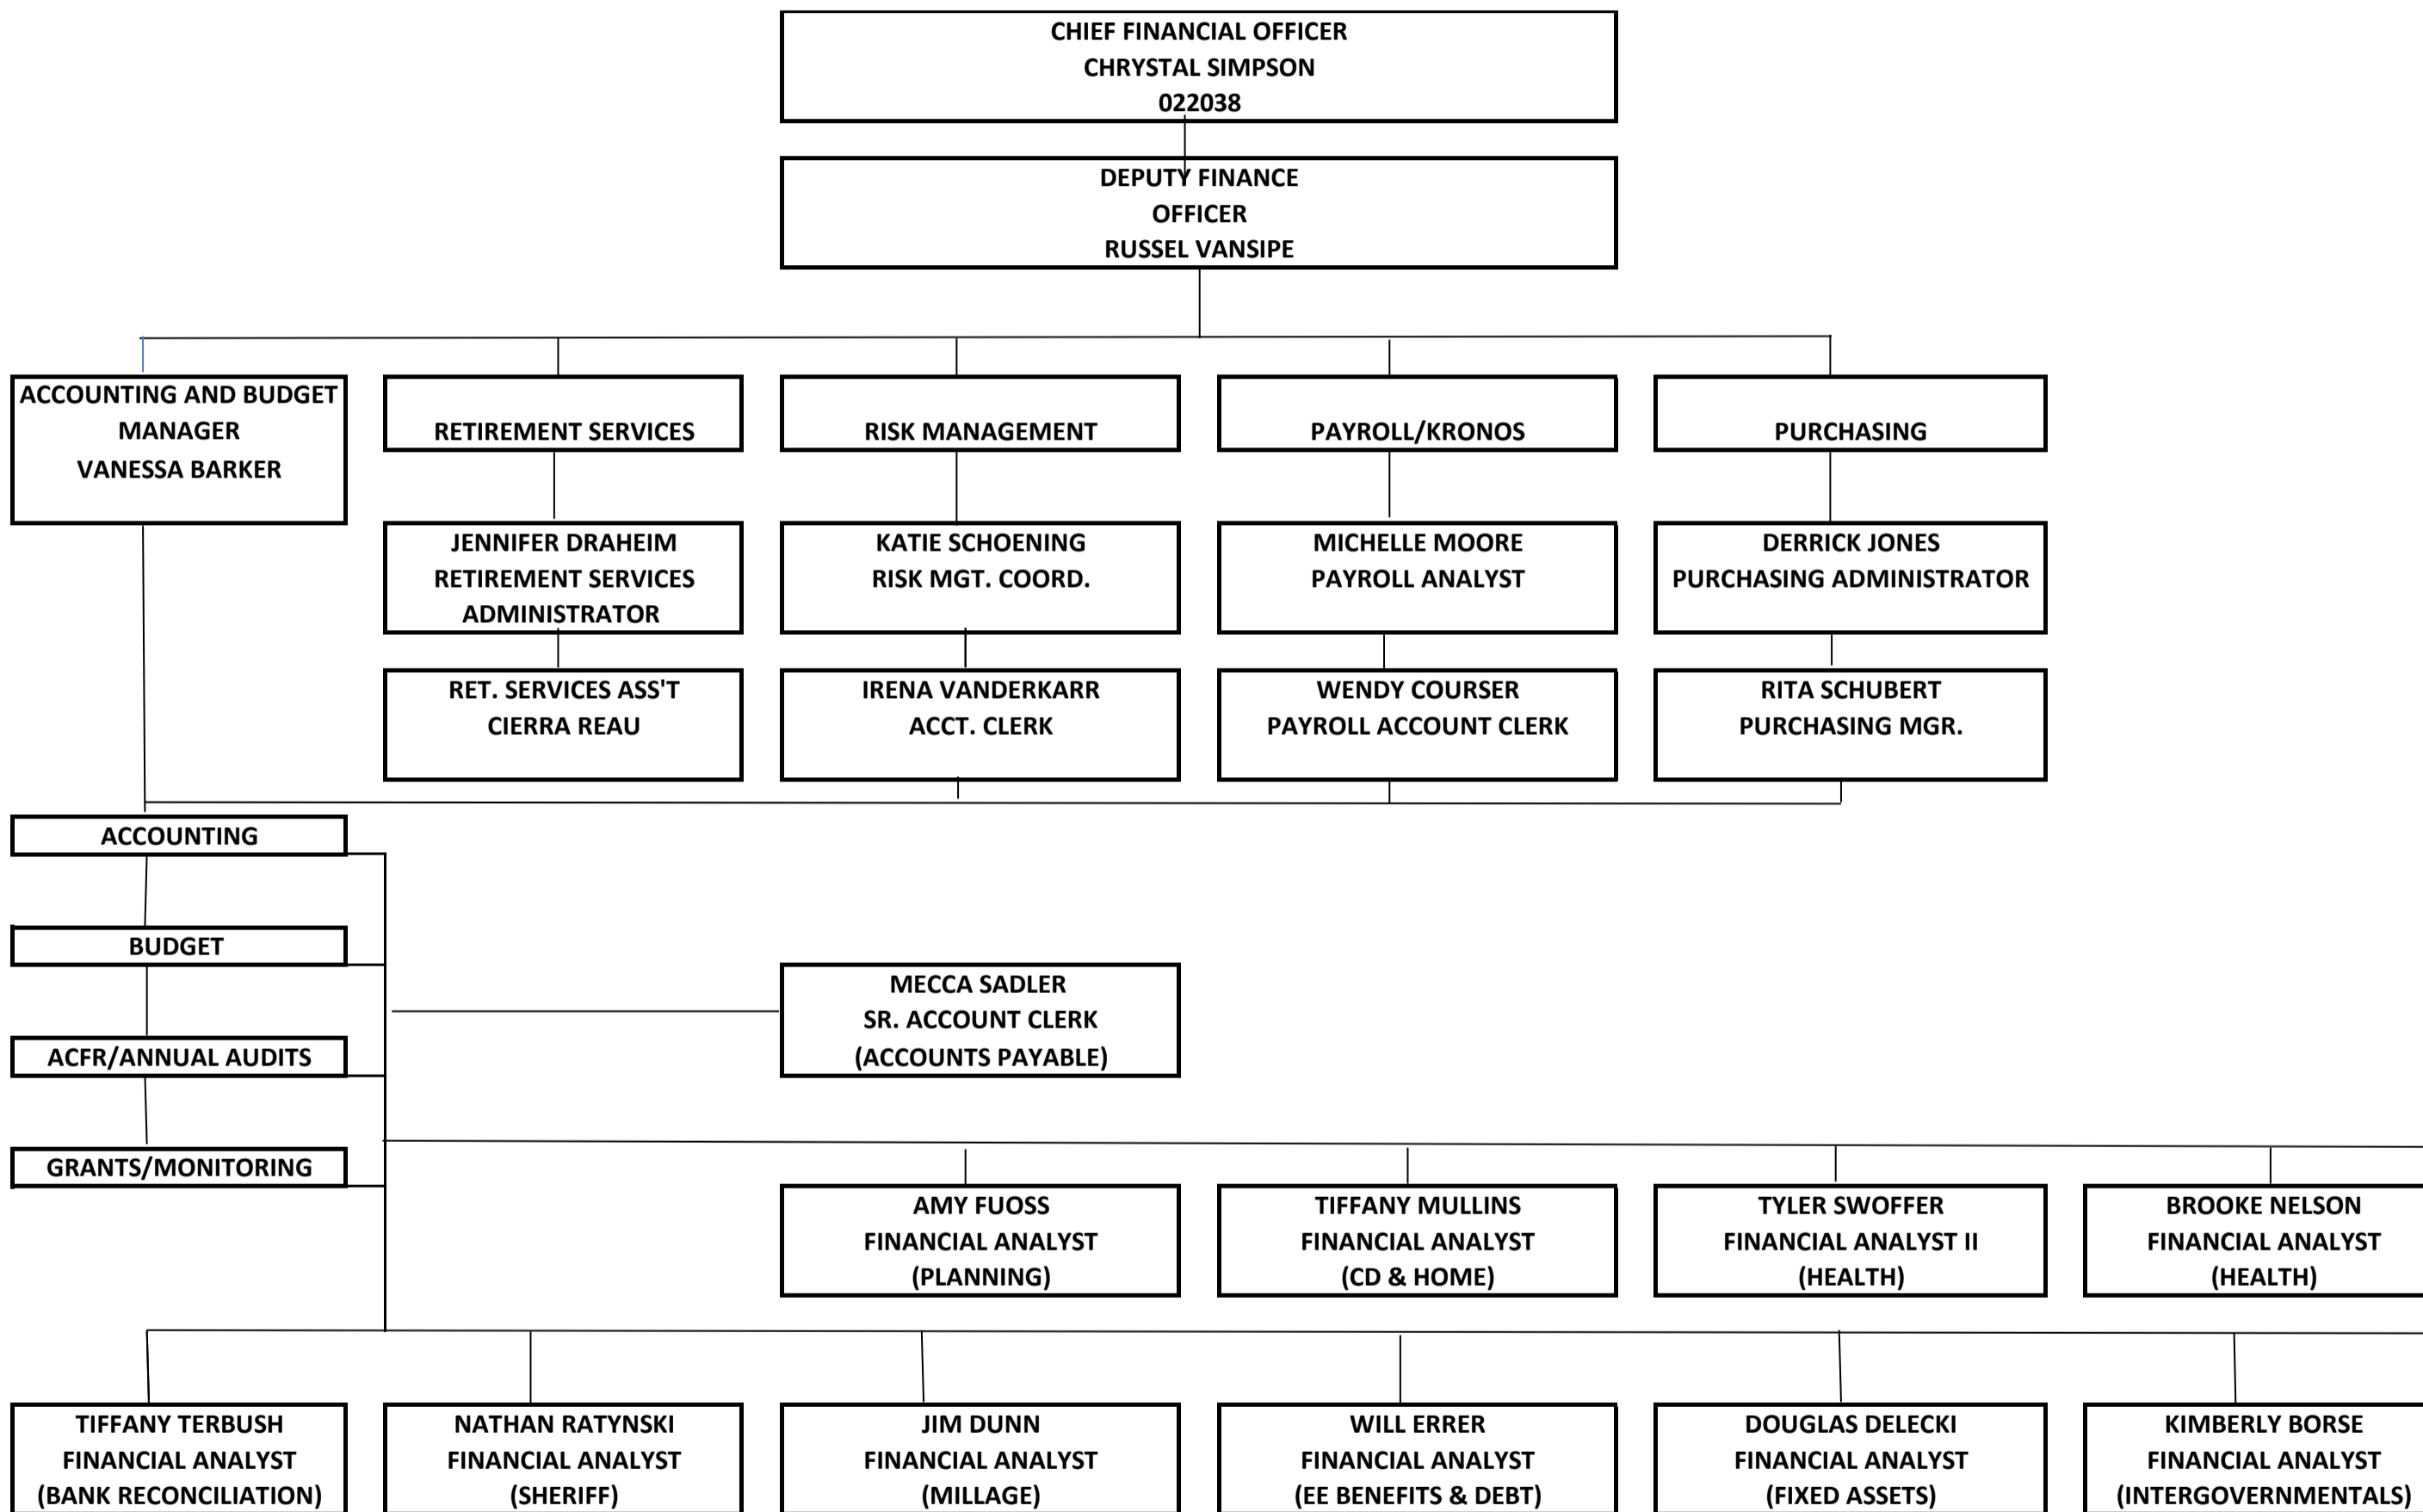 CHIEF FINANCIAL OFFICER
CHRYSTAL SIMPSON
022038
DEPUTY FINANCE
OFFICER
RUSSEL VANSIPE
ACCOUNTING AND BUDGET
MANAGER
VANESSA BARKER
RETIREMENT SERVICES
RISK MANAGEMENT
PAYROLL/KRONOS
PURCHASING
JENNIFER DRAHEIM
RETIREMENT SERVICES
ADMINISTRATOR
KATIE SCHOENING
RISK MGT. COORD.
MICHELLE MOORE
PAYROLL ANALYST
DERRICK JONES
PURCHASING ADMINISTRATOR
RET. SERVICES ASS'T
CIERRA REAU
IRENA VANDERKARR
ACCT. CLERK
WENDY COURSER
PAYROLL ACCOUNT CLERK
RITA SCHUBERT
PURCHASING MGR.
ACCOUNTING
BUDGET
MECCA SADLER
SR. ACCOUNT CLERK
(ACCOUNTS PAYABLE)
ACFR/ANNUAL AUDITS
GRANTS/MONITORING
AMY FUOSS
FINANCIAL ANALYST
(PLANNING)
TIFFANY MULLINS
FINANCIAL ANALYST
(CD & HOME)
TYLER SWOFFER
FINANCIAL ANALYST II
(HEALTH)
BROOKE NELSON
FINANCIAL ANALYST
(HEALTH)
TIFFANY TERBUSH
FINANCIAL ANALYST
(BANK RECONCILIATION)
NATHAN RATYNSKI
FINANCIAL ANALYST
(SHERIFF)
JIM DUNN
FINANCIAL ANALYST
(MILLAGE)
WILL ERRER
FINANCIAL ANALYST
(EE BENEFITS & DEBT)
DOUGLAS DELECKI
FINANCIAL ANALYST
(FIXED ASSETS)
KIMBERLY BORSE
FINANCIAL ANALYST
(INTERGOVERNMENTALS)